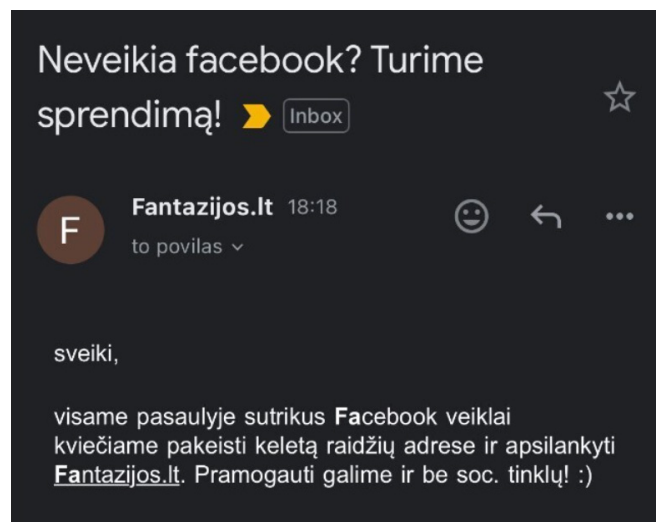 Neveikia facebook? Turime
sprendimą! Inbox
F
Fantazijos.lt 18:18
to povilas
sveiki,
visame pasaulyje sutrikus Facebook veiklai
kviečiame pakeisti keletą raidžių adrese ir apsilankyti
Fantazijos.lt. Pramogauti galime ir be soc. tinklų! :)